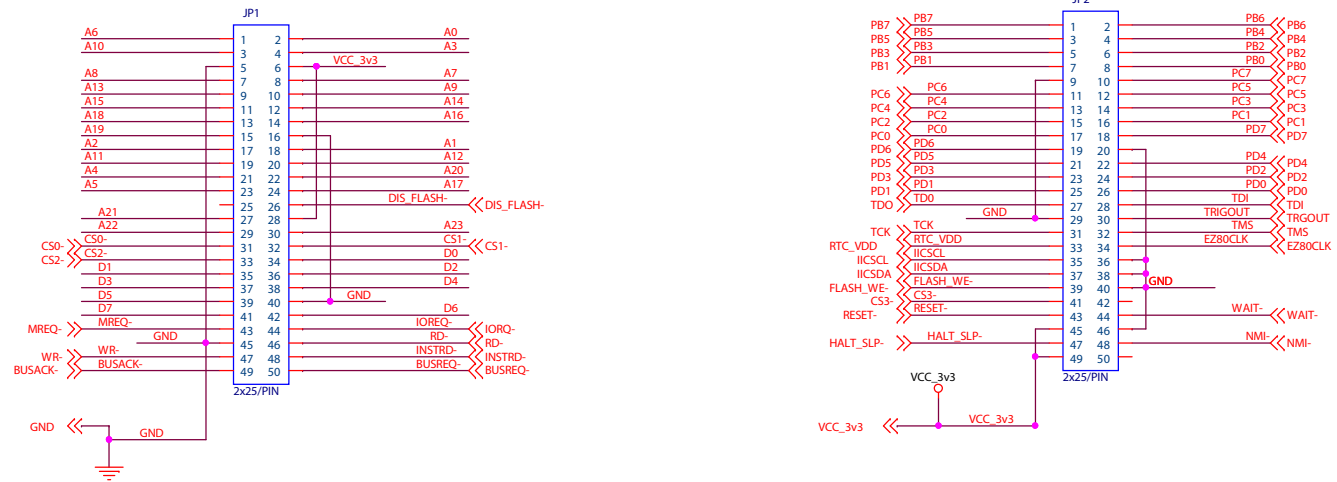 JP1
A6 1 2 A0
A10 3 4 A3
5 6 VCC_3v3
A8 7 8 A7
A13 9 10 A9
A15 11 12 A14
A18 13 14 A16
A19 15 16
A2 17 18 A1
A11 19 20 A12
A4 21 22 A20
A5 23 24 A17
25 26 DIS_FLASH- DIS_FLASH-
A21 27 28
A22 29 30 A23
CS0- CS0- 31 32 CS1- CS1-
CS2- CS2- 33 34 D0
D1 35 36 D2
D3 37 38 D4
D5 39 40 GND
D7 41 42 D6
MREQ- MREQ- 43 44 IOREQ- IORQ-
GND 45 46 RD- RD-
WR- WR- 47 48 INSTRD- INSTRD-
BUSACK- BUSACK- 49 50 BUSREQ- BUSREQ-
2x25/PIN
GND GND
JP2
PB7 PB7 1 2 PB6 PB6
PB5 PB5 3 4 PB4 PB4
PB3 PB3 5 6 PB2 PB2
PB1 PB1 7 8 PB0 PB0
9 10 PC7 PC7
PC6 PC6 11 12 PC5 PC5
PC4 PC4 13 14 PC3 PC3
PC2 PC2 15 16 PC1 PC1
PC0 PC0 17 18 PD7 PD7
PD6 PD6 19 20
PD5 PD5 21 22 PD4 PD4
PD3 PD3 23 24 PD2 PD2
PD1 PD1 25 26 PD0 PD0
TDO TD0 27 28 TDI TDI
GND 29 30 TRIGOUT TRGOUT
TCK TCK 31 32 TMS TMS
RTC_VDD RTC_VDD 33 34 EZ80CLK EZ80CLK
IICSCL IICSCL 35 36
IICSDA IICSDA 37 38
FLASH_WE- FLASH_WE- 39 40 GND
CS3- CS3- 41 42
RESET- RESET- 43 44 WAIT- WAIT-
45 46
HALT_SLP- HALT_SLP- 47 48 NMI- NMI-
49 50
2x25/PIN
VCC_3v3
VCC_3v3 VCC_3v3